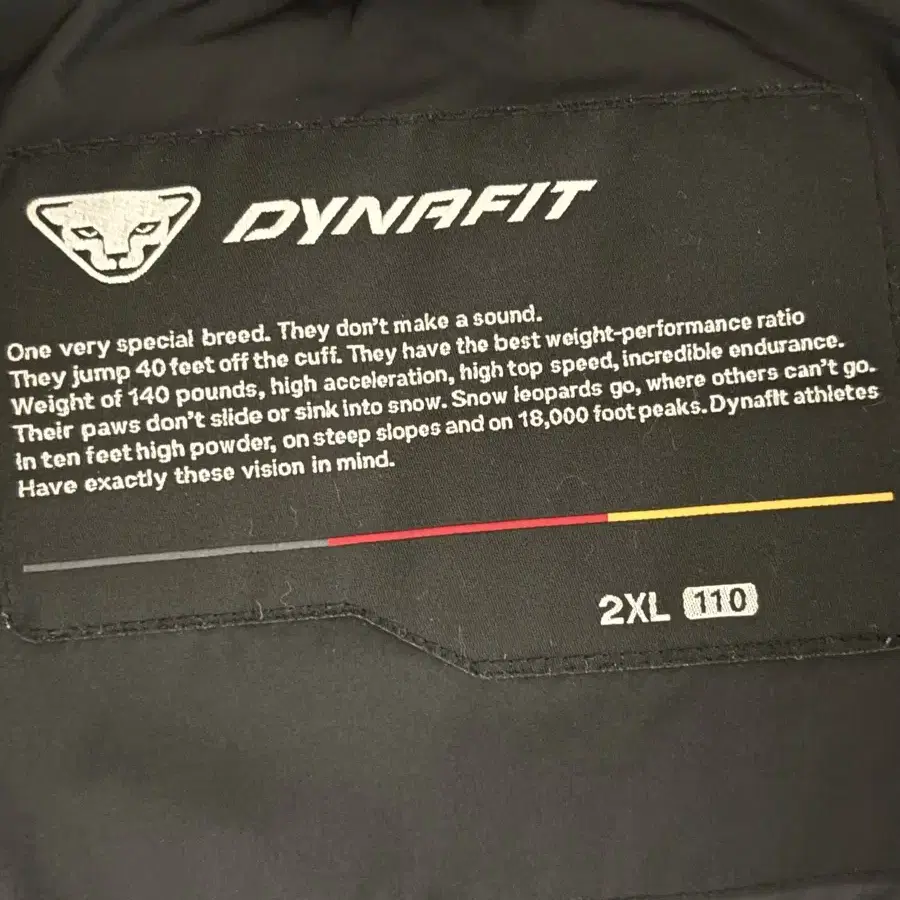 DYNAFIT
One very special breed. They don't make a sound.
They jump 40 feet off the cuff. They have the best weight-performance ratio
Weight of 140 pounds, high acceleration, high top speed, incredible endurance.
Their paws don't slide or sink into snow. Snow leopards go, where others can't go.
In ten feet high powder, on steep slopes and on 18,000 foot peaks. Dynafit athletes
Have exactly these vision in mind.
2XL 110